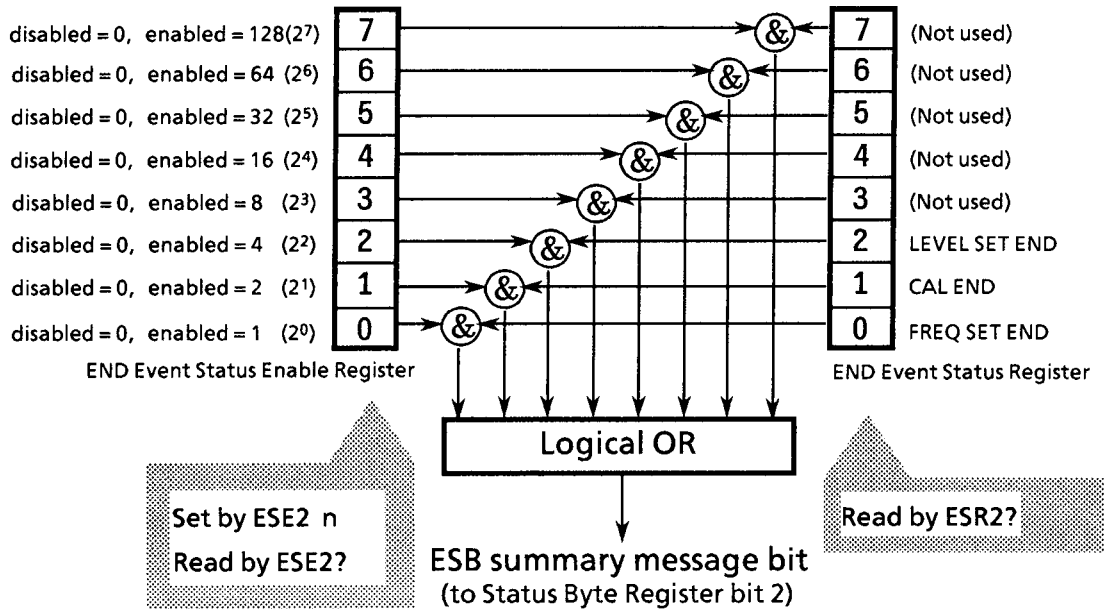 disabled = 0, enabled = 128(2⁷) 7 & 7 (Not used)
disabled = 0, enabled = 64 (2⁶) 6 & 6 (Not used)
disabled = 0, enabled = 32 (2⁵) 5 & 5 (Not used)
disabled = 0, enabled = 16 (2⁴) 4 & 4 (Not used)
disabled = 0, enabled = 8 (2³) 3 & 3 (Not used)
disabled = 0, enabled = 4 (2²) 2 & 2 LEVEL SET END
disabled = 0, enabled = 2 (2¹) 1 & 1 CAL END
disabled = 0, enabled = 1 (2⁰) 0 & 0 FREQ SET END
END Event Status Enable Register
END Event Status Register
Logical OR
Set by ESE2 n
Read by ESE2?
Read by ESR2?
ESB summary message bit
(to Status Byte Register bit 2)